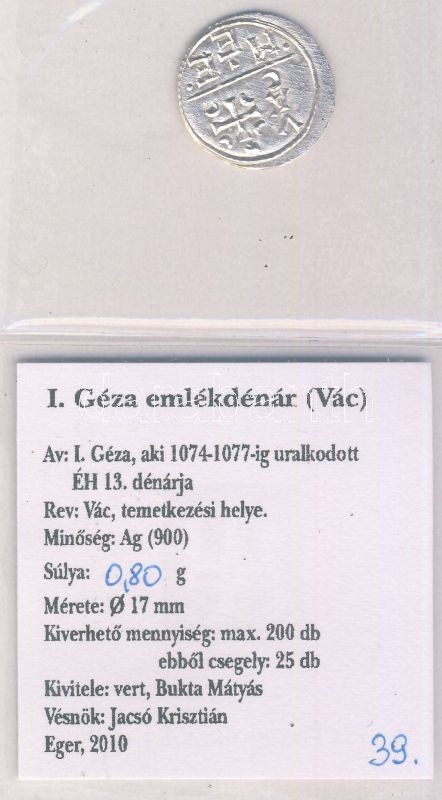 I. Géza emlékdénár (Vác)
Av: I. Géza, aki 1074-1077-ig uralkodott
ÉH 13. dénárja
Rev: Vác, temetkezési helye.
Minőség: Ag (900)
Súlya: 0,80 g
Mérete: Ø 17 mm
Kiverhető mennyiség: max. 200 db
ebből csegely: 25 db
Kivitele: vert, Bukta Mátyás
Vésnök: Jacsó Krisztián
Eger, 2010
39.